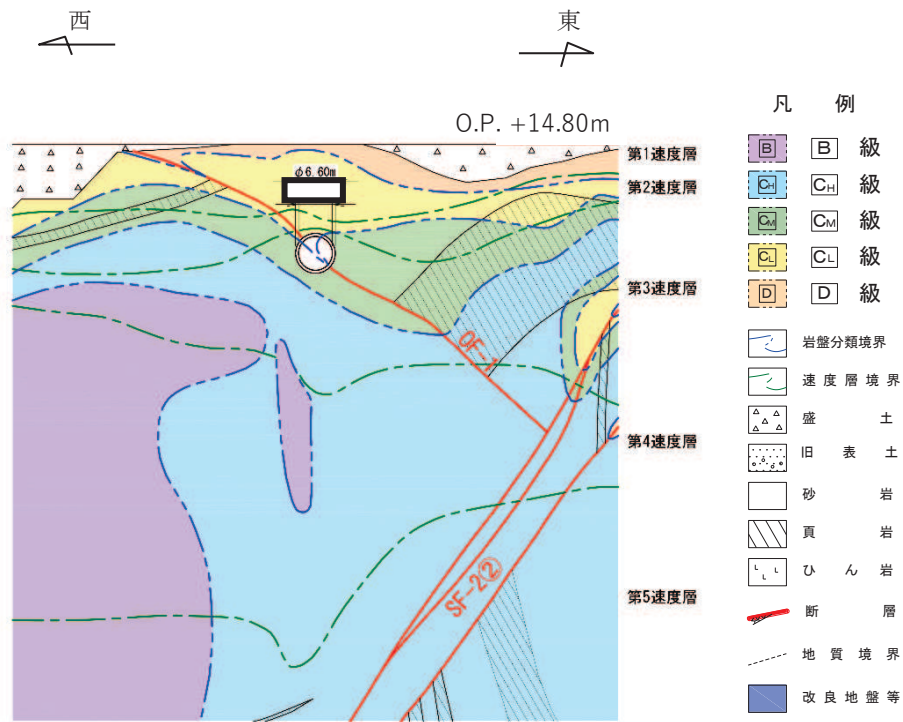 西
東
O.P. +14.80m
φ6.60m
第1速度層
第2速度層
第3速度層
第4速度層
第5速度層
OF-1
SF-2②
凡 例
B B 級
CH CH 級
CM CM 級
CL CL 級
D D 級
岩盤分類境界
速度層境界
盛土
旧表土
砂岩
頁岩
ひん岩
断層
地質境界
改良地盤等